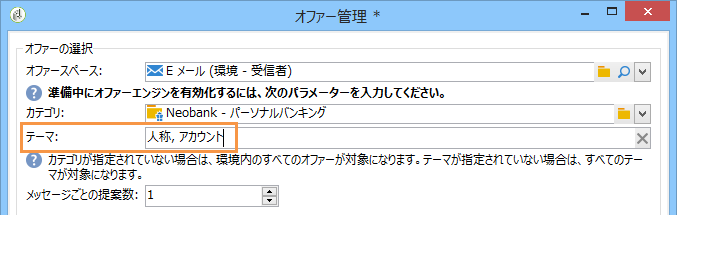 オファー管理 *
オファーの選択
オファースペース: E メール (環境 - 受信者)
準備中にオファーエンジンを有効化するには、次のパラメーターを入力してください。
カテゴリ: Neobank - パーソナルバンキング
テーマ: 人称, アカウント
カテゴリが指定されていない場合は、環境内のすべてのオファーが対象になります。テーマが指定されていない場合は、すべてのテー
マが対象になります。
メッセージごとの提案数: 1